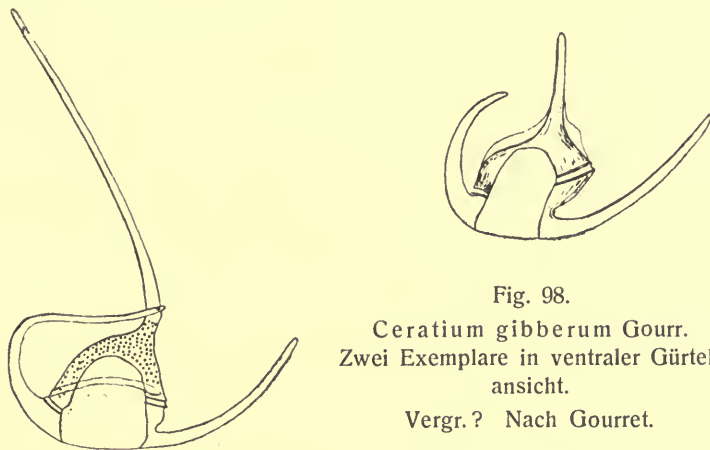 Fig. 98.
Ceratium gibberum Gourr.
Zwei Exemplare in ventraler Gürtel
ansicht.
Vergr. ? Nach Gourret.